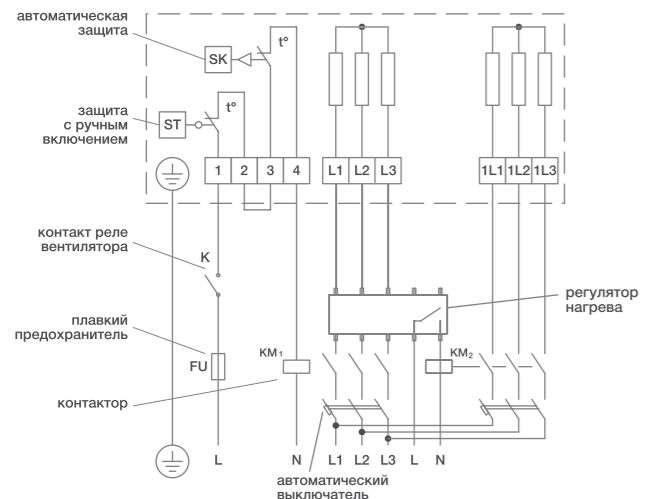 автоматическая
защита
SK
t°
защита
с ручным
включением
ST
t°
1 2 3 4
L1 L2 L3
1L1 1L2 1L3
контакт реле
вентилятора
K
регулятор
нагрева
плавкий
предохранитель
FU
KM1
KM2
контактор
L N L1 L2 L3 L N
автоматический
выключатель